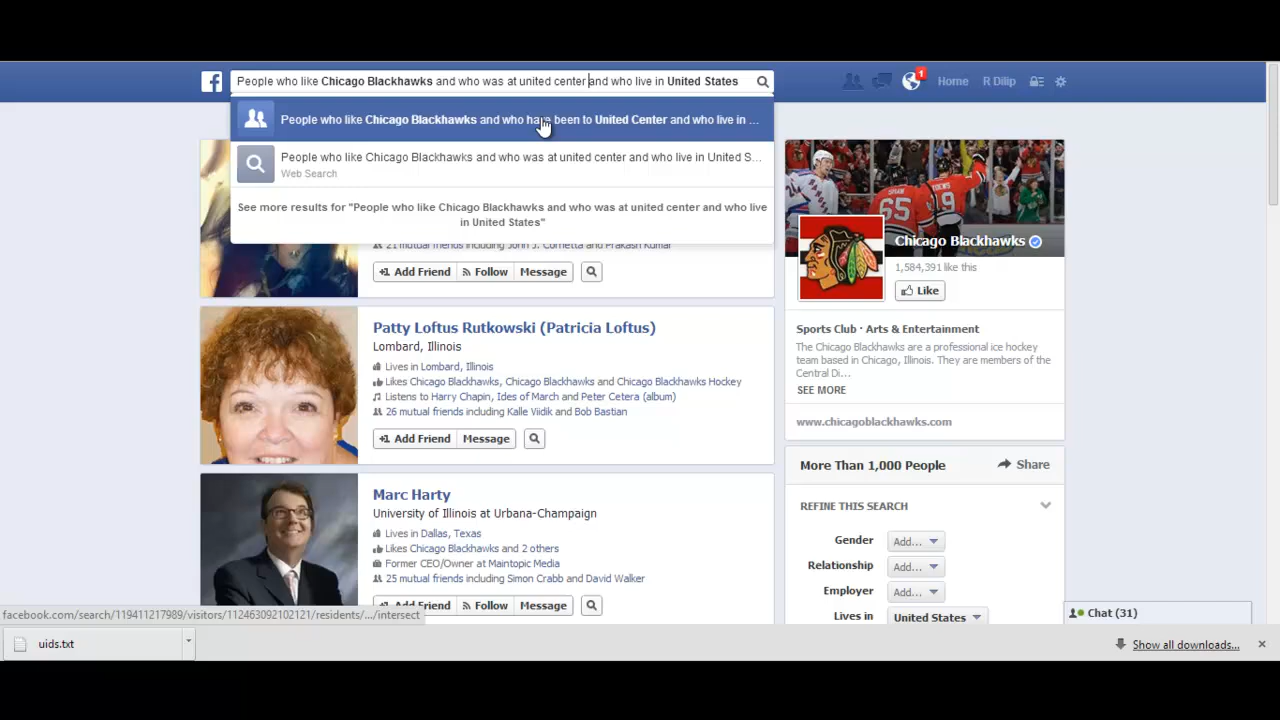 People who like Chicago Blackhawks and who was at united center and who live in United States
1
Home
R Dilip
People who like Chicago Blackhawks and who have been to United Center and who live in ...
People who like Chicago Blackhawks and who was at united center and who live in United S...
Web Search
See more results for "People who like Chicago Blackhawks and who was at united center and who live
in United States"
21 mutual friends including John J. Cornetta and Prakash Kumar
+1 Add Friend
Follow
Message
Patty Loftus Rutkowski (Patricia Loftus)
Lombard, Illinois
Lives in Lombard, Illinois
Likes Chicago Blackhawks, Chicago Blackhawks and Chicago Blackhawks Hockey
Listens to Harry Chapin, Ides of March and Peter Cetera (album)
26 mutual friends including Kalle Viidik and Bob Bastian
+1 Add Friend
Message
Marc Harty
University of Illinois at Urbana-Champaign
Lives in Dallas, Texas
Likes Chicago Blackhawks and 2 others
Former CEO/Owner at Maintopic Media
25 mutual friends including Simon Crabb and David Walker
Add Friend
Follow
Message
Chicago Blackhawks
1,584,391 like this
Like
Sports Club · Arts & Entertainment
The Chicago Blackhawks are a professional ice hockey
team based in Chicago, Illinois. They are members of the
Central Di...
SEE MORE
www.chicagoblackhawks.com
More Than 1,000 People
Share
REFINE THIS SEARCH
Gender
Add...
Relationship
Add...
Employer
Add...
Lives in
United States
Chat (31)
facebook.com/search/119411217989/visitors/112463092102121/residents/.../intersect
uids.txt
Show all downloads...